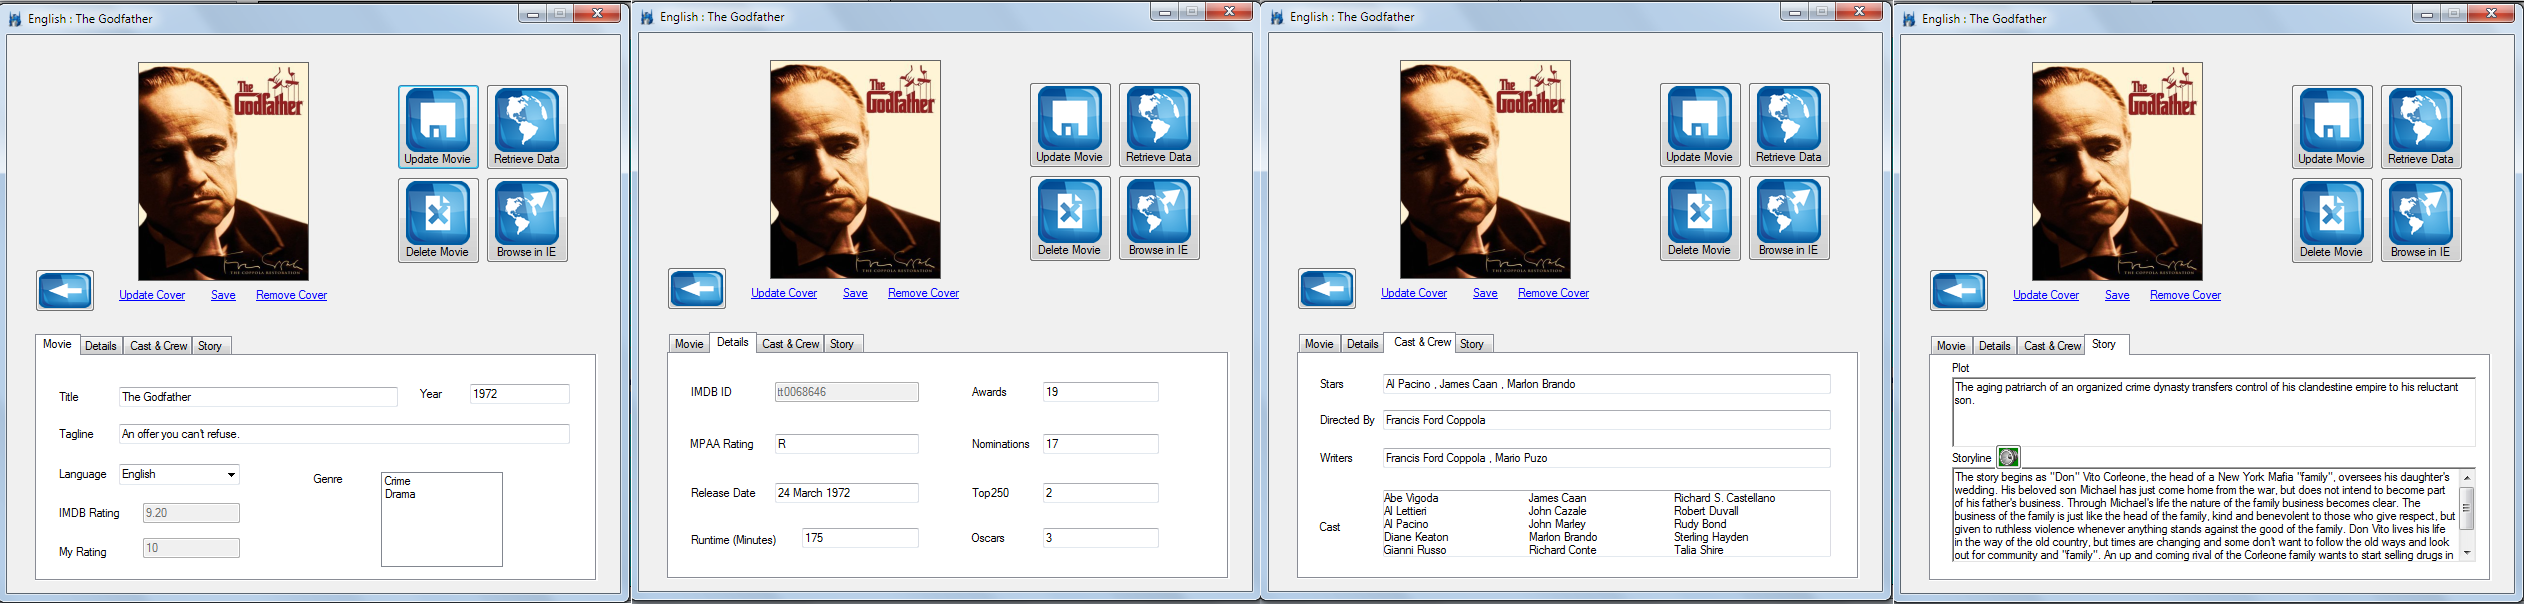 English : The Godfather
The
Godfather
THE COPPOLA RESTORATION
Update Movie
Retrieve Data
Delete Movie
Browse in IE
Update Cover Save Remove Cover
Movie Details Cast & Crew Story
Title The Godfather Year 1972
Tagline An offer you can't refuse.
Language English Genre Crime
Drama
IMDB Rating 9.20
My Rating 10
English : The Godfather
The
Godfather
THE COPPOLA RESTORATION
Update Movie
Retrieve Data
Delete Movie
Browse in IE
Update Cover Save Remove Cover
Movie Details Cast & Crew Story
IMDB ID tt0068646 Awards 19
MPAA Rating R Nominations 17
Release Date 24 March 1972 Top250 2
Runtime (Minutes) 175 Oscars 3
English : The Godfather
The
Godfather
THE COPPOLA RESTORATION
Update Movie
Retrieve Data
Delete Movie
Browse in IE
Update Cover Save Remove Cover
Movie Details Cast & Crew Story
Stars Al Pacino , James Caan , Marlon Brando
Directed By Francis Ford Coppola
Writers Francis Ford Coppola , Mario Puzo
Cast
Abe Vigoda James Caan Richard S. Castellano
Al Lettieri John Cazale Robert Duvall
Al Pacino John Marley Rudy Bond
Diane Keaton Marlon Brando Sterling Hayden
Gianni Russo Richard Conte Talia Shire
English : The Godfather
The
Godfather
THE COPPOLA RESTORATION
Update Movie
Retrieve Data
Delete Movie
Browse in IE
Update Cover Save Remove Cover
Movie Details Cast & Crew Story
Plot
The aging patriarch of an organized crime dynasty transfers control of his clandestine empire to his reluctant
son.
Storyline
The story begins as "Don" Vito Corleone, the head of a New York Mafia "family", oversees his daughter's
wedding. His beloved son Michael has just come home from the war, but does not intend to become part
of his father's business. Through Michael's life the nature of the family business becomes clear. The
business of the family is just like the head of the family, kind and benevolent to those who give respect, but
given to ruthless violence whenever anything stands against the good of the family. Don Vito lives his life
in the way of the old country, but times are changing and some don't want to follow the old ways and look
out for community and "family". An up and coming rival of the Corleone family wants to start selling drugs in